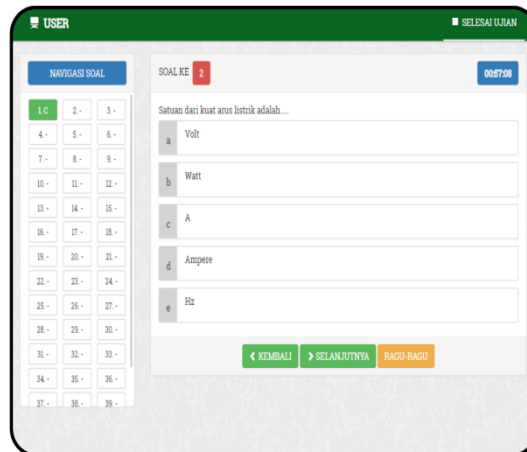 USER
SELESAI UJIAN
NAVIGASI SOAL
1. C 2. - 3. -
4. - 5. - 6. -
7. - 8. - 9. -
10. - 11. - 12. -
13. - 14. - 15. -
16. - 17. - 18. -
19. - 20. - 21. -
22. - 23. - 24. -
25. - 26. - 27. -
28. - 29. - 30. -
31. - 32. - 33. -
34. - 35. - 36. -
37. - 38. - 39. -
SOAL KE 2
00:57:08
Satuan dari kuat arus listrik adalah....
a Volt
b Watt
c A
d Ampere
e Hz
KEMBALI SELANJUTNYA RAGU-RAGU